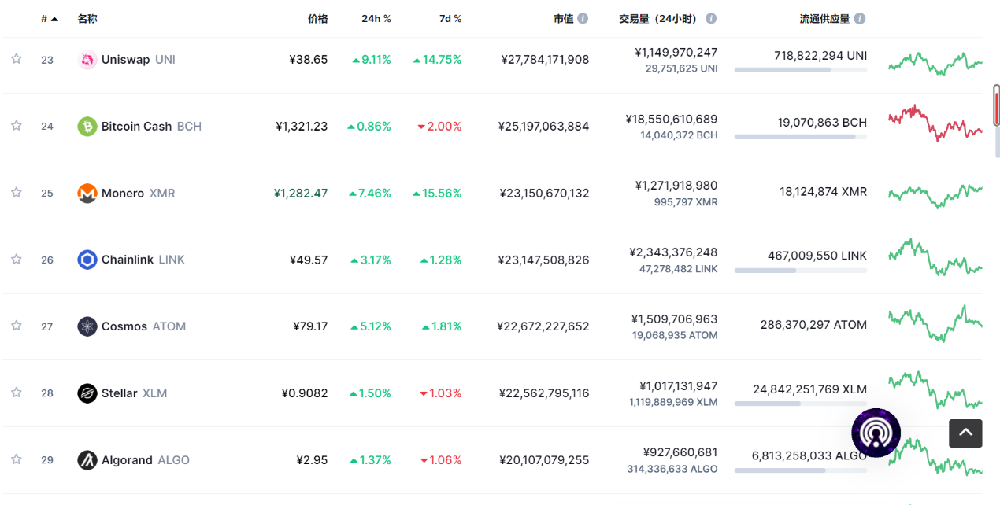 # 名称 价格 24h % 7d % 市值 交易量（24小时） 流通供应量
23 Uniswap UNI ¥38.65 9.11% 14.75% ¥27,784,171,908 ¥1,149,970,247 718,822,294 UNI
29,751,625 UNI
24 Bitcoin Cash BCH ¥1,321.23 0.86% 2.00% ¥25,197,063,884 ¥18,550,610,689 19,070,863 BCH
14,040,372 BCH
25 Monero XMR ¥1,282.47 7.46% 15.56% ¥23,150,670,132 ¥1,271,918,980 18,124,874 XMR
995,797 XMR
26 Chainlink LINK ¥49.57 3.17% 1.28% ¥23,147,508,826 ¥2,343,376,248 467,009,550 LINK
47,278,482 LINK
27 Cosmos ATOM ¥79.17 5.12% 1.81% ¥22,672,227,652 ¥1,509,706,963 286,370,297 ATOM
19,068,935 ATOM
28 Stellar XLM ¥0.9082 1.50% 1.03% ¥22,562,795,116 ¥1,017,131,947 24,842,251,769 XLM
1,119,889,969 XLM
29 Algorand ALGO ¥2.95 1.37% 1.06% ¥20,107,079,255 ¥927,660,681 6,813,258,033 ALGO
314,336,633 ALGO